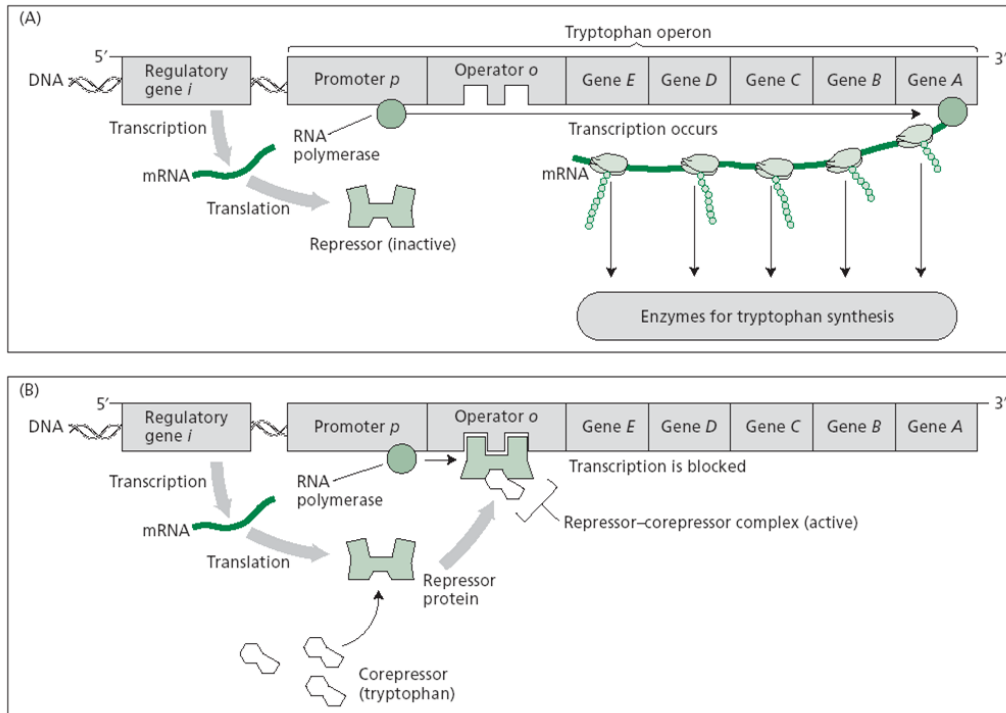 (A)
Tryptophan operon
5′
3′
DNA
Regulatory
gene i
Promoter p
Operator o
Gene E
Gene D
Gene C
Gene B
Gene A
Transcription
RNA
polymerase
Transcription occurs
mRNA
mRNA
Translation
Repressor (inactive)
Enzymes for tryptophan synthesis
(B)
5′
3′
DNA
Regulatory
gene i
Promoter p
Operator o
Gene E
Gene D
Gene C
Gene B
Gene A
Transcription
RNA
polymerase
Transcription is blocked
mRNA
Repressor–corepressor complex (active)
Translation
Repressor
protein
Corepressor
(tryptophan)